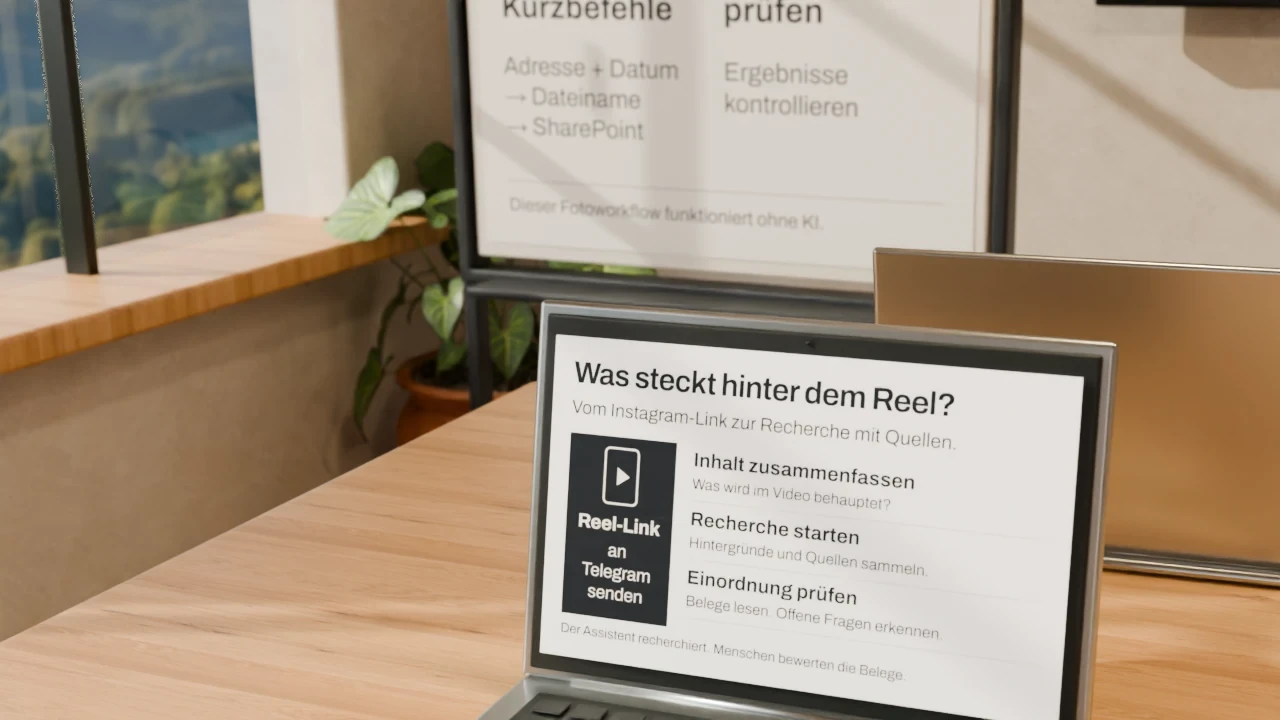 Kurzbefehle
Adresse + Datum
→ Dateiname
→ SharePoint
prüfen
Ergebnisse
kontrollieren
Dieser Fotoworkflow funktioniert ohne KI.
Was steckt hinter dem Reel?
Vom Instagram-Link zur Recherche mit Quellen.
Reel-Link
an
Telegram
senden
Inhalt zusammenfassen
Was wird im Video behauptet?
Recherche starten
Hintergründe und Quellen sammeln.
Einordnung prüfen
Belege lesen. Offene Fragen erkennen.
Der Assistent recherchiert. Menschen bewerten die Belege.